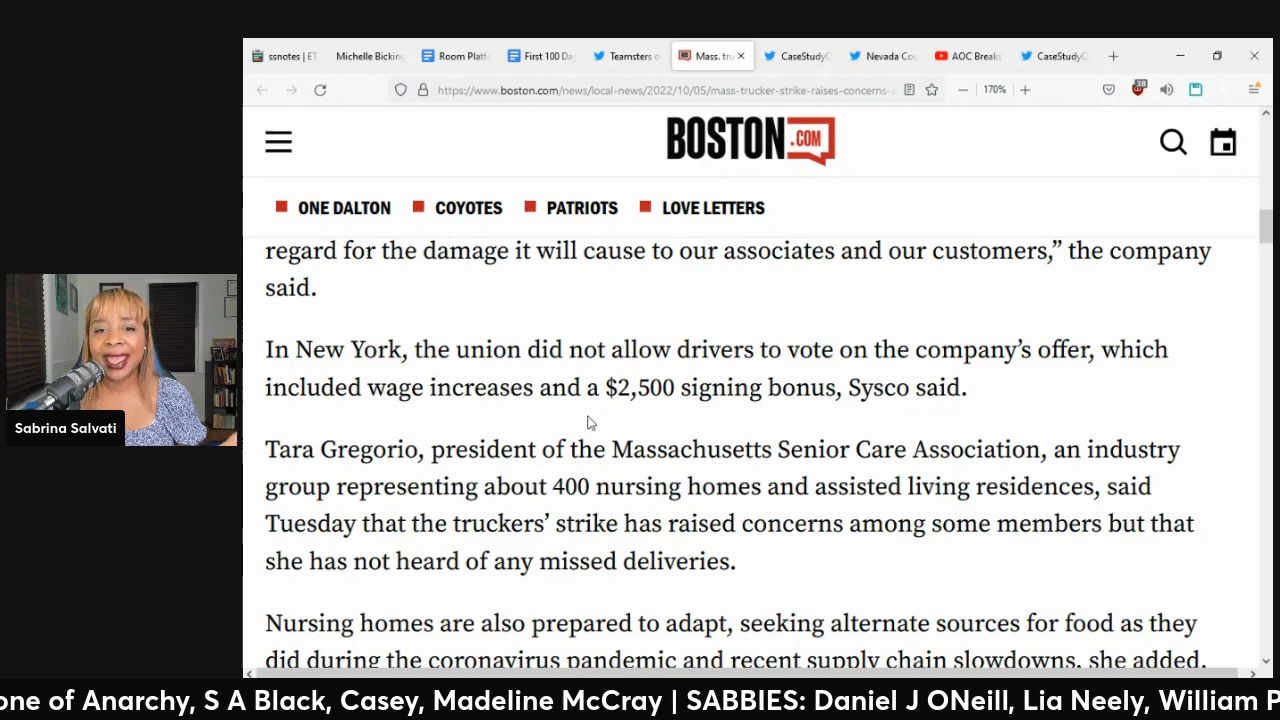 ssnotes | ET
Michelle Bicking
Room Platf
First 100 Da
Teamsters o
Mass. tru
CaseStudyQ
Nevada Cou
AOC Breaks
CaseStudyQ
https://www.boston.com/news/local-news/2022/10/05/mass-trucker-strike-raises-concerns-
38
170%
BOSTON.COM
ONE DALTON
COYOTES
PATRIOTS
LOVE LETTERS
regard for the damage it will cause to our associates and our customers,” the company
said.
In New York, the union did not allow drivers to vote on the company’s offer, which
included wage increases and a $2,500 signing bonus, Sysco said.
Tara Gregorio, president of the Massachusetts Senior Care Association, an industry
group representing about 400 nursing homes and assisted living residences, said
Tuesday that the truckers’ strike has raised concerns among some members but that
she has not heard of any missed deliveries.
Nursing homes are also prepared to adapt, seeking alternate sources for food as they
did during the coronavirus pandemic and recent supply chain slowdowns, she added.
Sabrina Salvati
one of Anarchy, S A Black, Casey, Madeline McCray | SABBIES: Daniel J ONeill, Lia Neely, William P